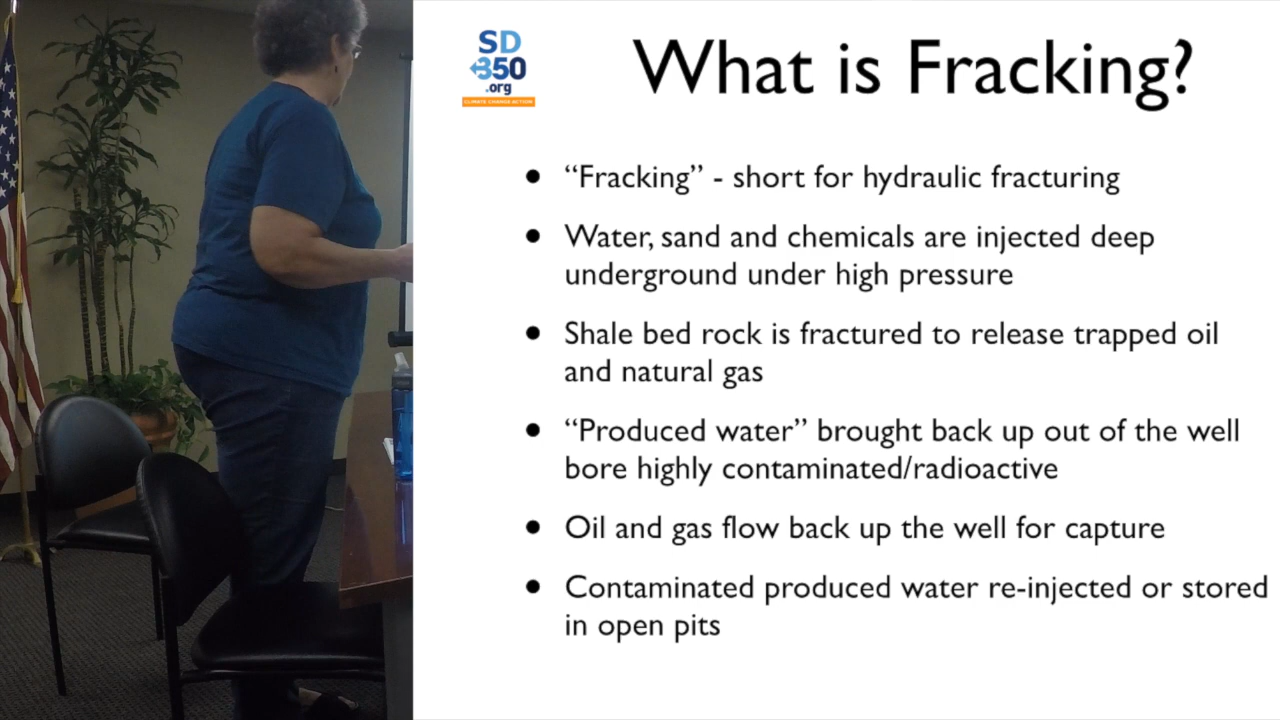 SD
350
.org
CLIMATE CHANGE ACTION
What is Fracking?
• “Fracking” - short for hydraulic fracturing
• Water, sand and chemicals are injected deep
underground under high pressure
• Shale bed rock is fractured to release trapped oil
and natural gas
• “Produced water” brought back up out of the well
bore highly contaminated/radioactive
• Oil and gas flow back up the well for capture
• Contaminated produced water re-injected or stored
in open pits